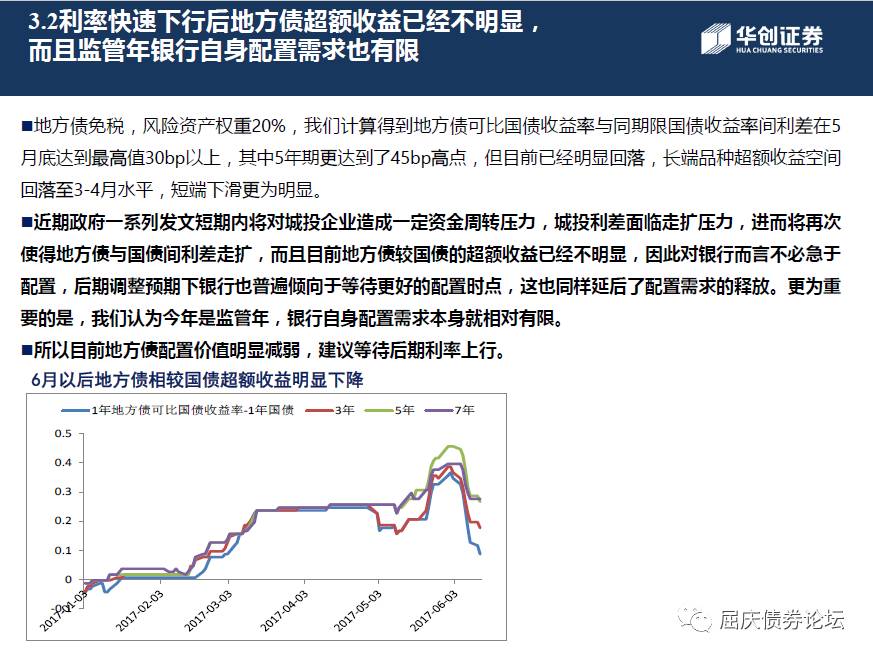 3.2利率快速下行后地方债超额收益已经不明显，
而且监管年银行自身配置需求也有限
华创证券
HUA CHUANG SECURITIES
■地方债免税，风险资产权重20%，我们计算得到地方债可比国债收益率与同期限国债收益率间利差在5
月底达到最高值30bp以上，其中5年期更达到了45bp高点，但目前已经明显回落，长端品种超额收益空间
回落至3-4月水平，短端下滑更为明显。
■近期政府一系列发文短期内将对城投企业造成一定资金周转压力，城投利差面临走扩压力，进而将再次
使得地方债与国债间利差走扩，而且目前地方债较国债的超额收益已经不明显，因此对银行而言不必急于
配置，后期调整预期下银行也普遍倾向于等待更好的配置时点，这也同样延后了配置需求的释放。更为重
要的是，我们认为今年是监管年，银行自身配置需求本身就相对有限。
■所以目前地方债配置价值明显减弱，建议等待后期利率上行。
6月以后地方债相较国债超额收益明显下降
1年地方债可比国债收益率-1年国债 3年 5年 7年
0.5
0.4
0.3
0.2
0.1
0
2017-01-03 2017-02-03 2017-03-03 2017-04-03 2017-05-03 2017-06-03
屈庆债券论坛